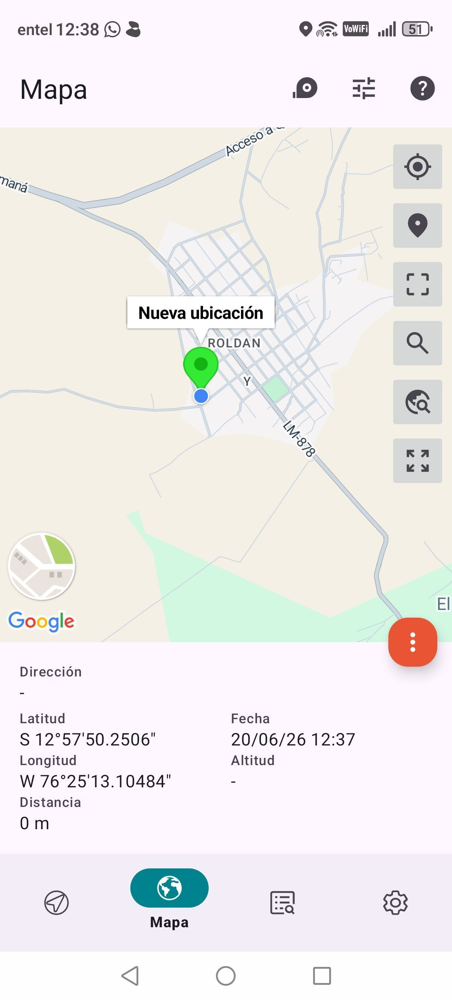 entel 12:38
VoWiFi
51
Mapa
?
Acceso a
maná
Nueva ubicación
ROLDAN
Y
LM-878
El
Google
Dirección
-
Latitud
S 12°57'50.2506"
Fecha
20/06/26 12:37
Longitud
W 76°25'13.10484"
Altitud
-
Distancia
0 m
Mapa